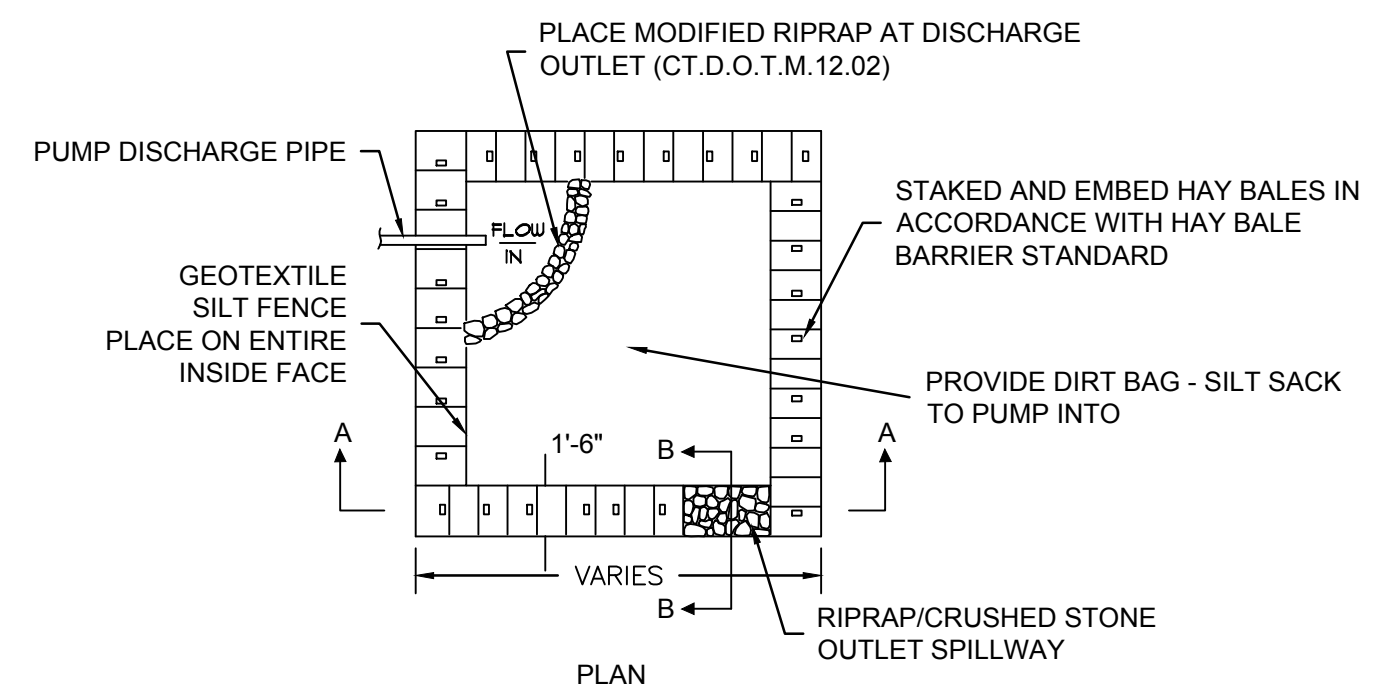 PLACE MODIFIED RIPRAP AT DISCHARGE
OUTLET (CT.D.O.T.M.12.02)
PUMP DISCHARGE PIPE
STAKED AND EMBED HAY BALES IN
ACCORDANCE WITH HAY BALE
BARRIER STANDARD
FLOW
IN
GEOTEXTILE
SILT FENCE
PLACE ON ENTIRE
INSIDE FACE
PROVIDE DIRT BAG - SILT SACK
TO PUMP INTO
A
1'-6"
B
A
VARIES
B
RIPRAP/CRUSHED STONE
OUTLET SPILLWAY
PLAN